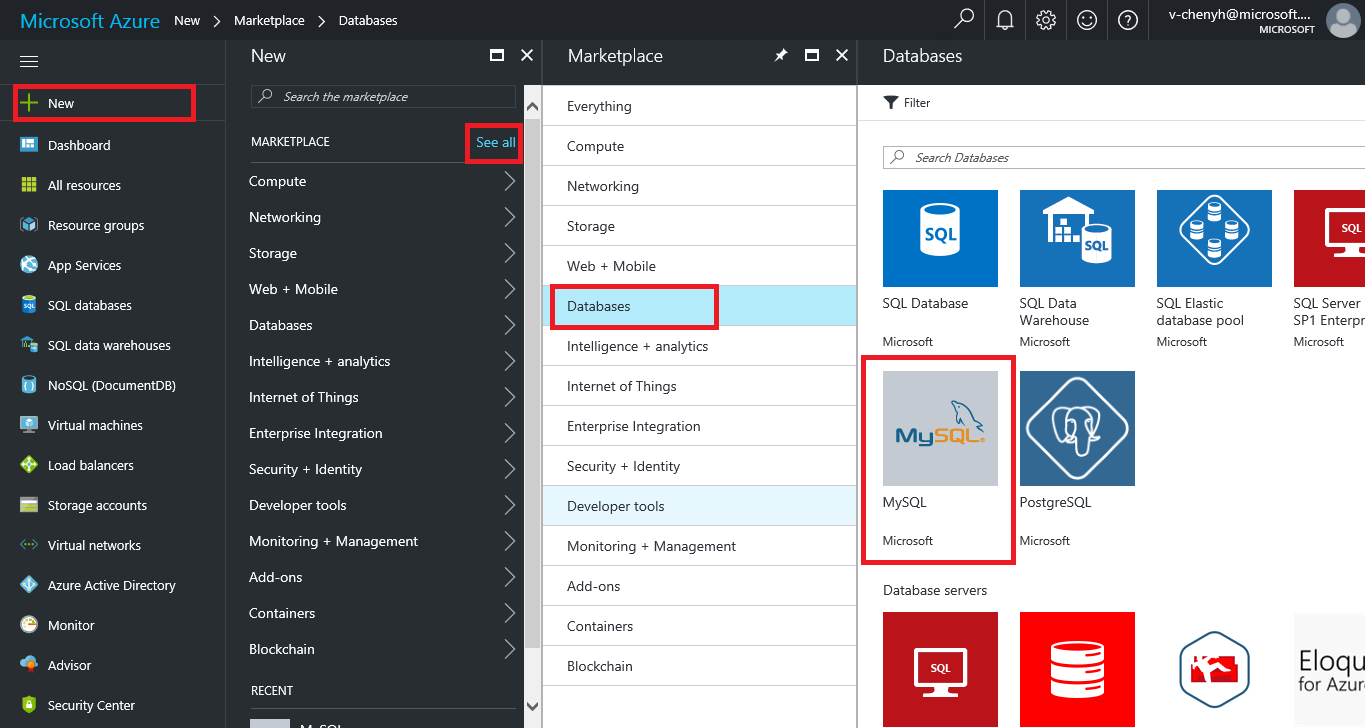 Microsoft Azure New > Marketplace > Databases
v-chenyh@microsoft....
MICROSOFT
New
Dashboard
All resources
Resource groups
App Services
SQL databases
SQL data warehouses
NoSQL (DocumentDB)
Virtual machines
Load balancers
Storage accounts
Virtual networks
Azure Active Directory
Monitor
Advisor
Security Center
New
Search the marketplace
MARKETPLACE See all
Compute
Networking
Storage
Web + Mobile
Databases
Intelligence + analytics
Internet of Things
Enterprise Integration
Security + Identity
Developer tools
Monitoring + Management
Add-ons
Containers
Blockchain
RECENT
MySQL
Marketplace
Everything
Compute
Networking
Storage
Web + Mobile
Databases
Intelligence + analytics
Internet of Things
Enterprise Integration
Security + Identity
Developer tools
Monitoring + Management
Add-ons
Containers
Blockchain
Databases
Filter
Search Databases
SQL
SQL Database
Microsoft
SQL
SQL Data
Warehouse
Microsoft
SQL Elastic
database pool
Microsoft
SQL
SQL Server
SP1 Enterpr
Microsoft
MySQL®
MySQL
Microsoft
PostgreSQL
Microsoft
Database servers
SQL
Eloqu
for Azur